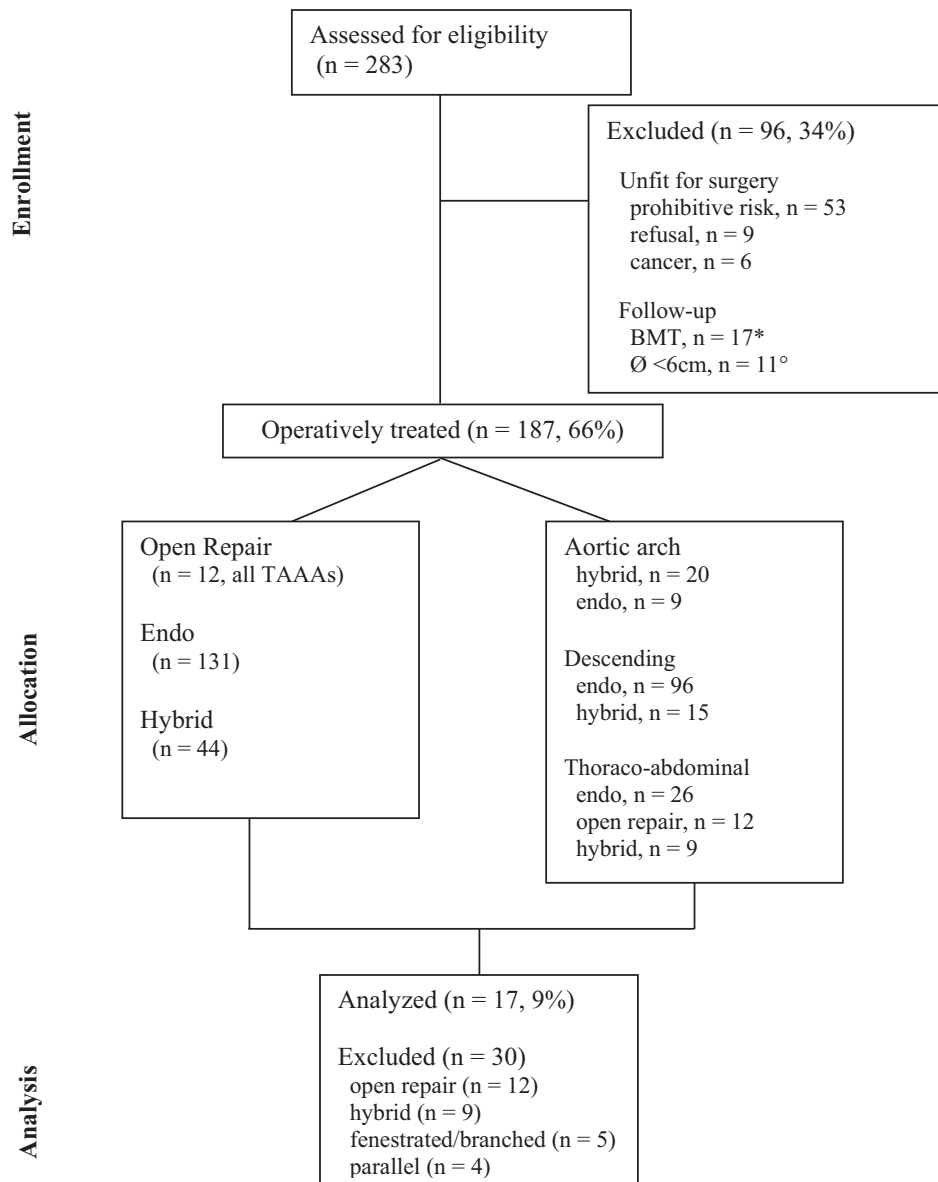 Assessed for eligibility
(n = 283)
Enrollment
Excluded (n = 96, 34%)
Unfit for surgery
prohibitive risk, n = 53
refusal, n = 9
cancer, n = 6
Follow-up
BMT, n = 17*
Ø <6cm, n = 11°
Operatively treated (n = 187, 66%)
Allocation
Open Repair
(n = 12, all TAAAs)
Endo
(n = 131)
Hybrid
(n = 44)
Aortic arch
hybrid, n = 20
endo, n = 9
Descending
endo, n = 96
hybrid, n = 15
Thoraco-abdominal
endo, n = 26
open repair, n = 12
hybrid, n = 9
Analysis
Analyzed (n = 17, 9%)
Excluded (n = 30)
open repair (n = 12)
hybrid (n = 9)
fenestrated/branched (n = 5)
parallel (n = 4)